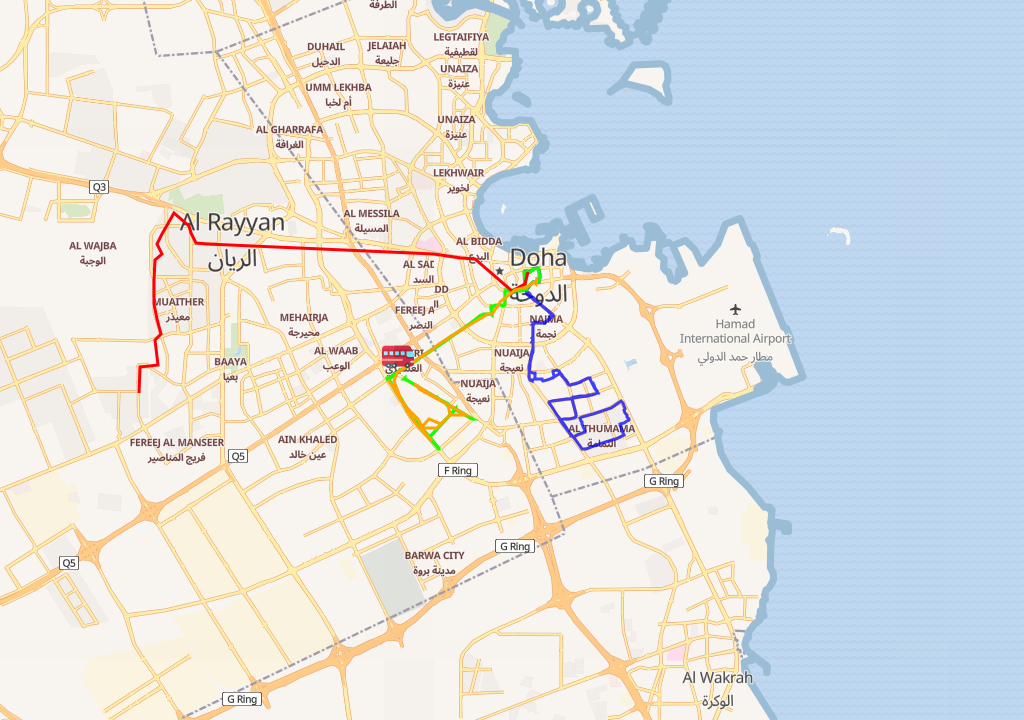 الطرفة
LEGTAIFIYA
لقطيفية
DUHAIL
الدحيل
JELAIAH
جليعة
UNAIZA
عنيزة
UMM LEKHBA
أم لخبا
UNAIZA
عنيزة
AL GHARRAFA
الغرافة
LEKHWAIR
لخوير
Q3
AL MESSILA
المسيلة
Al Rayyan
الريان
AL WAJBA
الوجبة
AL BIDDA
البدع
Doha
الدوحة
AL SAD
السد
DD
ال
MUAITHER
معيذر
FEREEJ A
النصر
MEHAIRJA
محيرجة
NAJMA
نجمة
Hamad
International Airport
مطار حمد الدولي
AL WAAB
الوعب
BAAYA
بعيا
NUAIJA
نعيجة
NUAIJA
نعيجة
AL THUMAMA
الثمامة
FEREEJ AL MANSEER
فريج المناصير
AIN KHALED
عين خالد
Q5
F Ring
G Ring
G Ring
BARWA CITY
مدينة بروة
Q5
Al Wakrah
الوكرة
G Ring